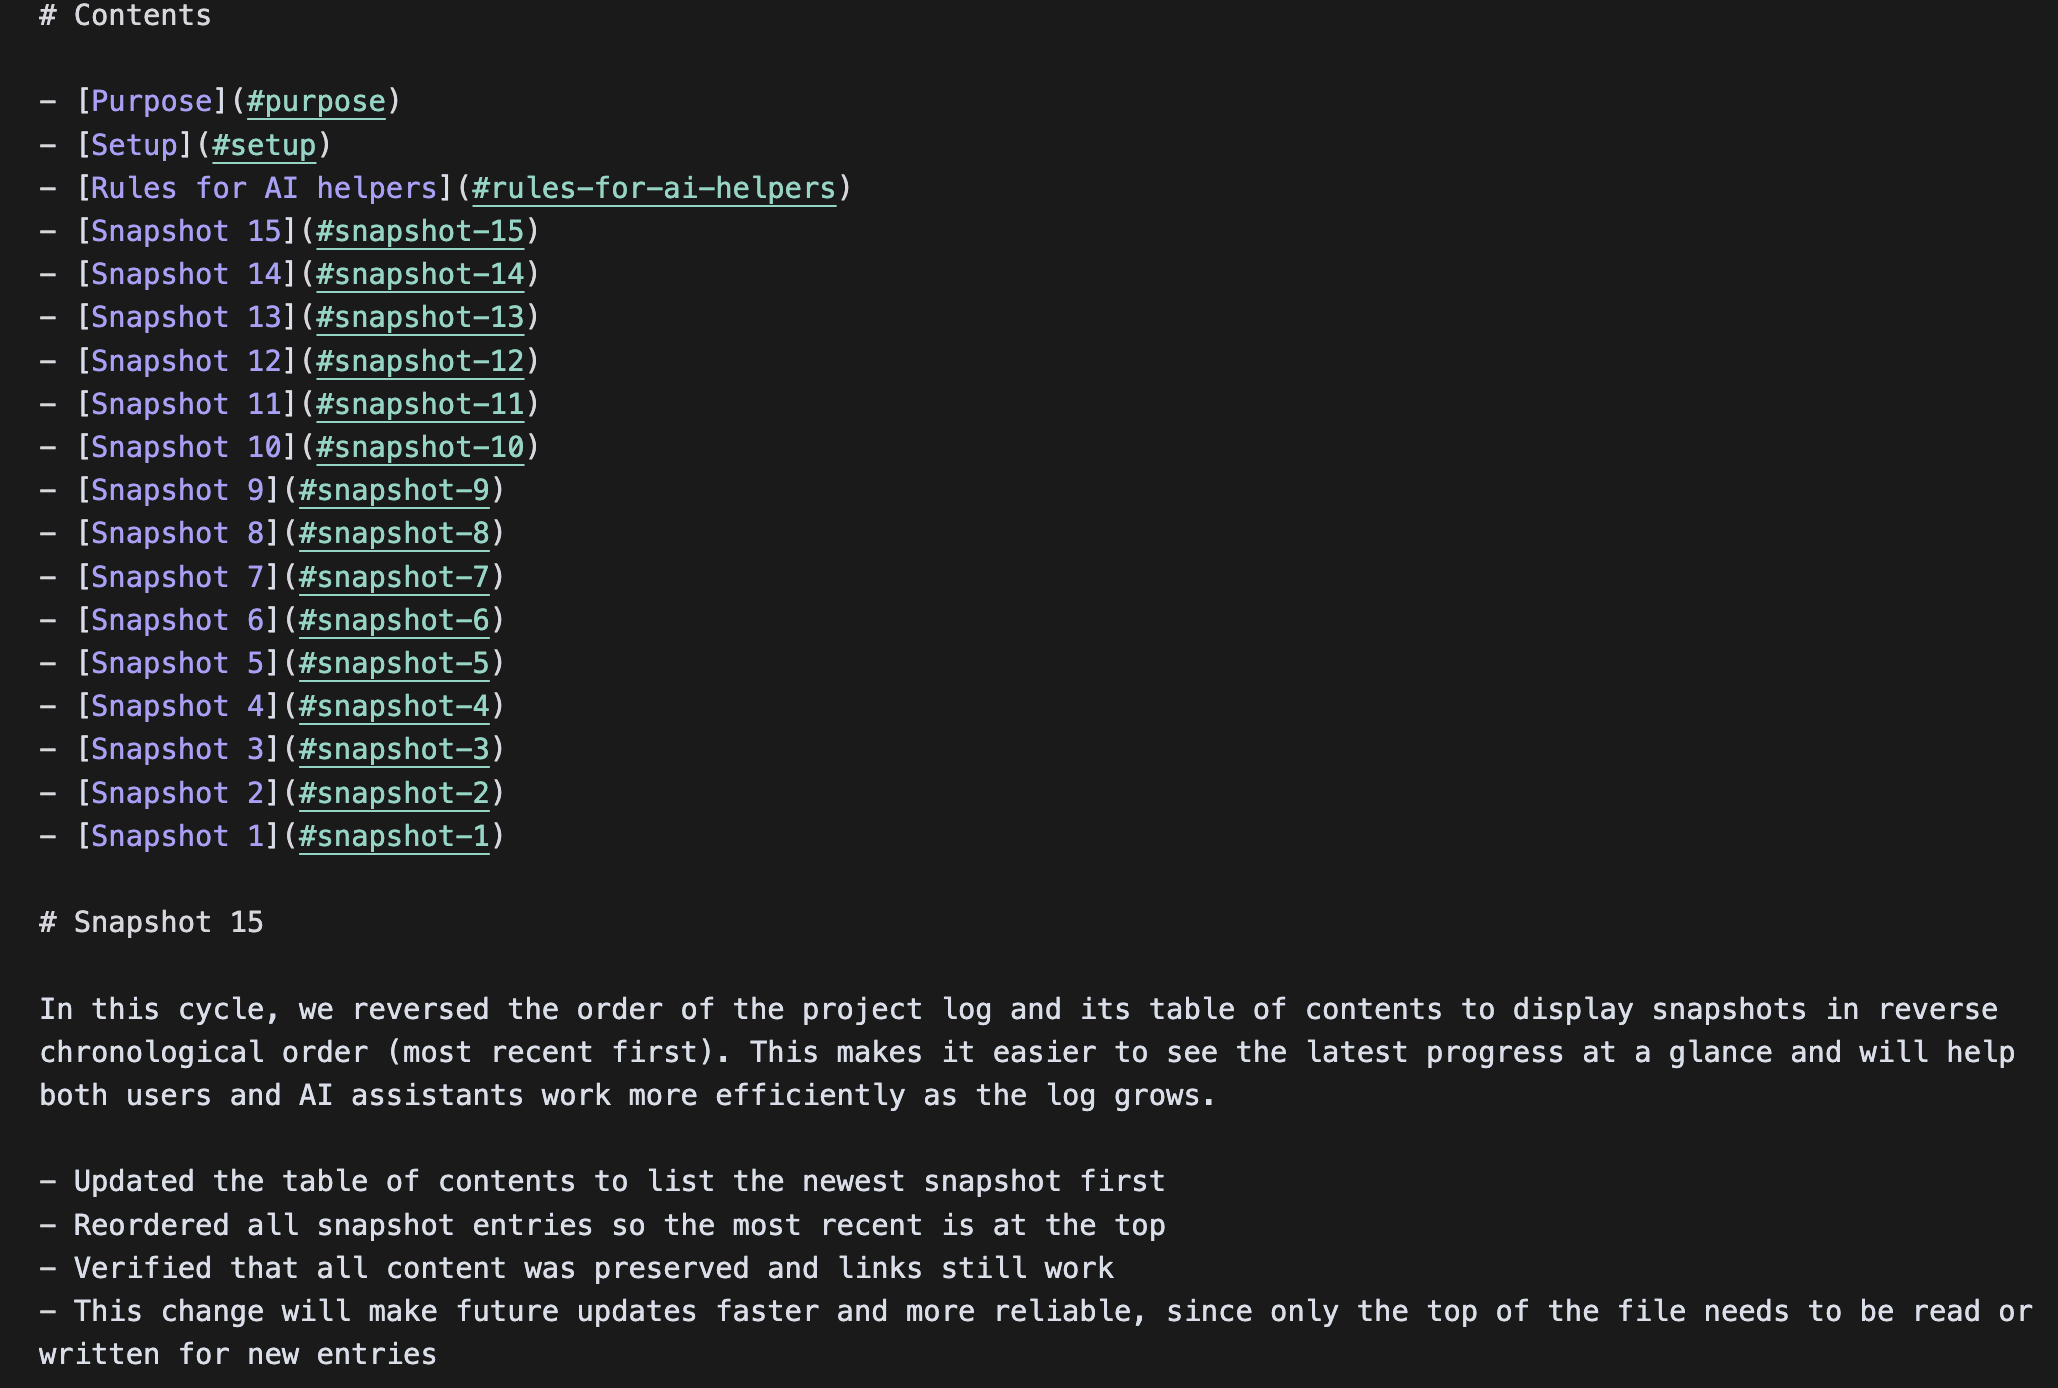 # Contents
- [Purpose](#purpose)
- [Setup](#setup)
- [Rules for AI helpers](#rules-for-ai-helpers)
- [Snapshot 15](#snapshot-15)
- [Snapshot 14](#snapshot-14)
- [Snapshot 13](#snapshot-13)
- [Snapshot 12](#snapshot-12)
- [Snapshot 11](#snapshot-11)
- [Snapshot 10](#snapshot-10)
- [Snapshot 9](#snapshot-9)
- [Snapshot 8](#snapshot-8)
- [Snapshot 7](#snapshot-7)
- [Snapshot 6](#snapshot-6)
- [Snapshot 5](#snapshot-5)
- [Snapshot 4](#snapshot-4)
- [Snapshot 3](#snapshot-3)
- [Snapshot 2](#snapshot-2)
- [Snapshot 1](#snapshot-1)
# Snapshot 15
In this cycle, we reversed the order of the project log and its table of contents to display snapshots in reverse
chronological order (most recent first). This makes it easier to see the latest progress at a glance and will help
both users and AI assistants work more efficiently as the log grows.
- Updated the table of contents to list the newest snapshot first
- Reordered all snapshot entries so the most recent is at the top
- Verified that all content was preserved and links still work
- This change will make future updates faster and more reliable, since only the top of the file needs to be read or
written for new entries